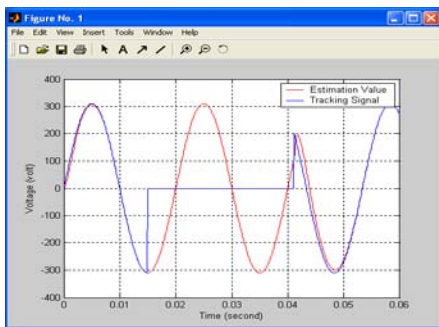 Figure No. 1
File Edit View Insert Tools Window Help
A
400
300
200
100
0
-100
-200
-300
-400
Voltage (volt)
Estimation Value
Tracking Signal
0 0.01 0.02 0.03 0.04 0.05 0.06
Time (second)